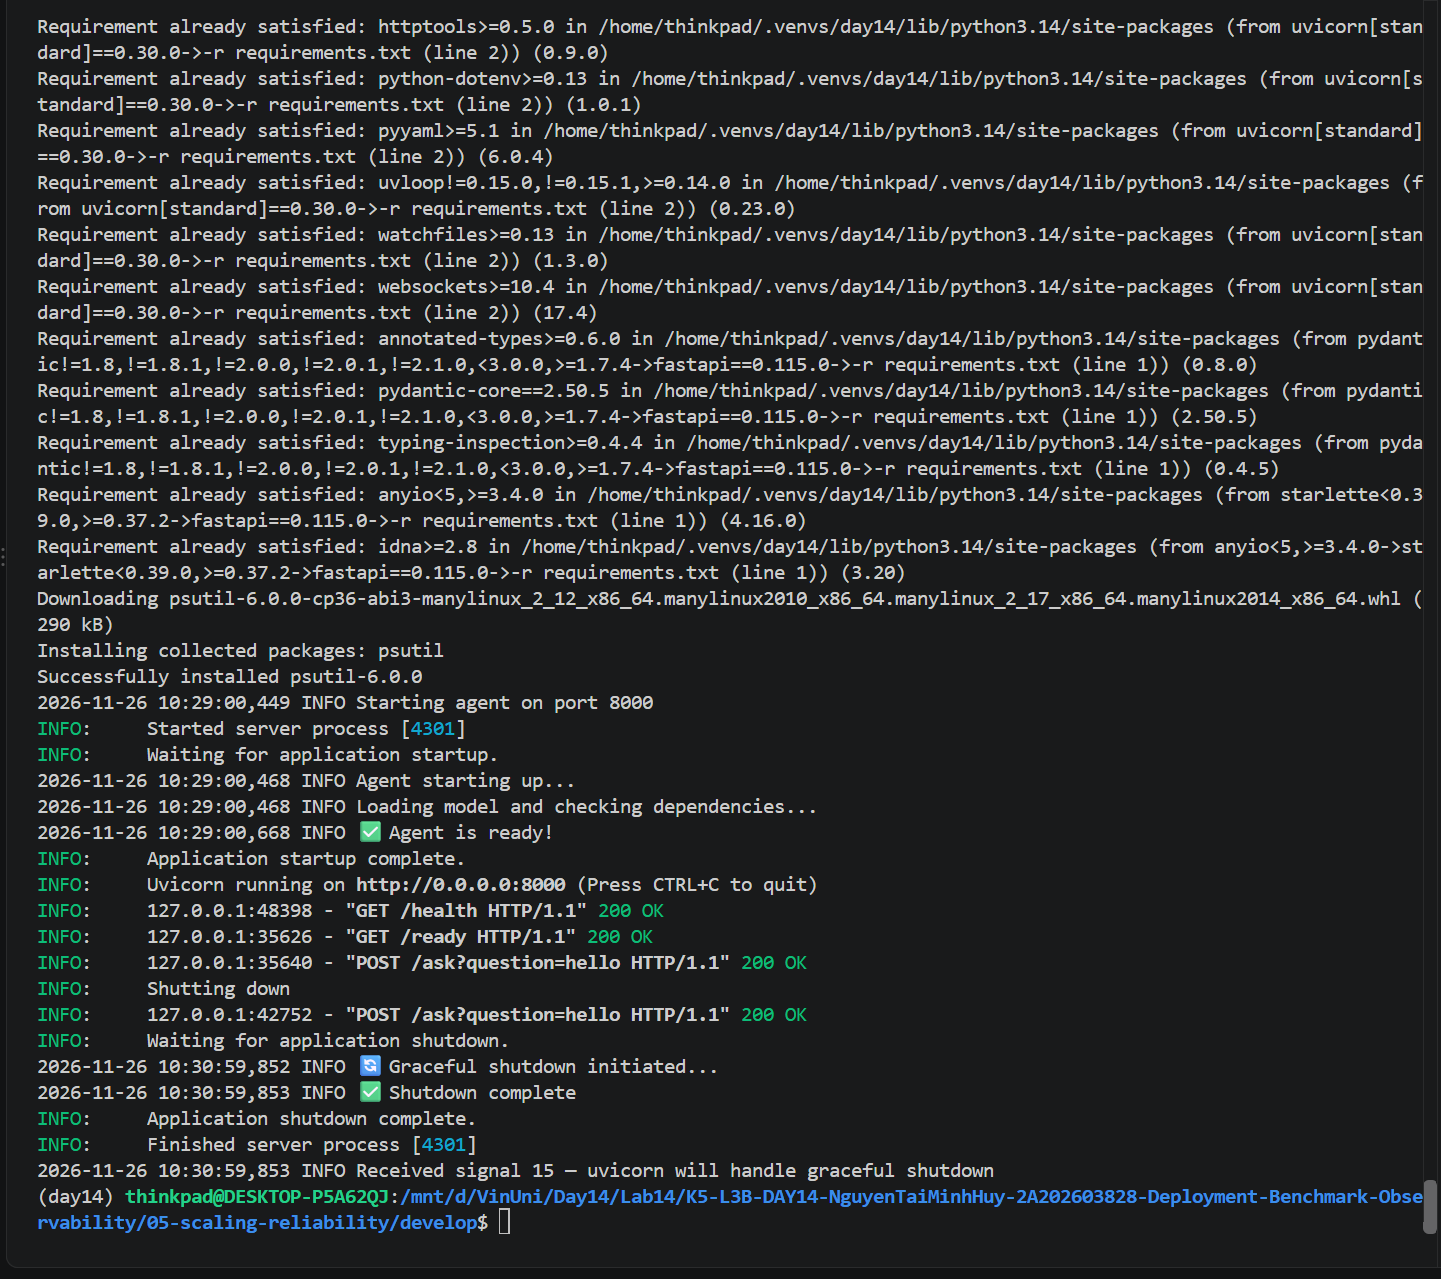 Requirement already satisfied: httptools>=0.5.0 in /home/thinkpad/.venvs/day14/lib/python3.14/site-packages (from uvicorn[stan
dard]==0.30.0->-r requirements.txt (line 2)) (0.9.0)
Requirement already satisfied: python-dotenv>=0.13 in /home/thinkpad/.venvs/day14/lib/python3.14/site-packages (from uvicorn[s
tandard]==0.30.0->-r requirements.txt (line 2)) (1.0.1)
Requirement already satisfied: pyyaml>=5.1 in /home/thinkpad/.venvs/day14/lib/python3.14/site-packages (from uvicorn[standard]
==0.30.0->-r requirements.txt (line 2)) (6.0.4)
Requirement already satisfied: uvloop!=0.15.0,!=0.15.1,>=0.14.0 in /home/thinkpad/.venvs/day14/lib/python3.14/site-packages (f
rom uvicorn[standard]==0.30.0->-r requirements.txt (line 2)) (0.23.0)
Requirement already satisfied: watchfiles>=0.13 in /home/thinkpad/.venvs/day14/lib/python3.14/site-packages (from uvicorn[stan
dard]==0.30.0->-r requirements.txt (line 2)) (1.3.0)
Requirement already satisfied: websockets>=10.4 in /home/thinkpad/.venvs/day14/lib/python3.14/site-packages (from uvicorn[stan
dard]==0.30.0->-r requirements.txt (line 2)) (17.4)
Requirement already satisfied: annotated-types>=0.6.0 in /home/thinkpad/.venvs/day14/lib/python3.14/site-packages (from pydant
ic!=1.8,!=1.8.1,!=2.0.0,!=2.0.1,!=2.1.0,<3.0.0,>=1.7.4->fastapi==0.115.0->-r requirements.txt (line 1)) (0.8.0)
Requirement already satisfied: pydantic-core==2.50.5 in /home/thinkpad/.venvs/day14/lib/python3.14/site-packages (from pydanti
c!=1.8,!=1.8.1,!=2.0.0,!=2.0.1,!=2.1.0,<3.0.0,>=1.7.4->fastapi==0.115.0->-r requirements.txt (line 1)) (2.50.5)
Requirement already satisfied: typing-inspection>=0.4.4 in /home/thinkpad/.venvs/day14/lib/python3.14/site-packages (from pyda
ntic!=1.8,!=1.8.1,!=2.0.0,!=2.0.1,!=2.1.0,<3.0.0,>=1.7.4->fastapi==0.115.0->-r requirements.txt (line 1)) (0.4.5)
Requirement already satisfied: anyio<5,>=3.4.0 in /home/thinkpad/.venvs/day14/lib/python3.14/site-packages (from starlette<0.3
9.0,>=0.37.2->fastapi==0.115.0->-r requirements.txt (line 1)) (4.16.0)
Requirement already satisfied: idna>=2.8 in /home/thinkpad/.venvs/day14/lib/python3.14/site-packages (from anyio<5,>=3.4.0->st
arlette<0.39.0,>=0.37.2->fastapi==0.115.0->-r requirements.txt (line 1)) (3.20)
Downloading psutil-6.0.0-cp36-abi3-manylinux_2_12_x86_64.manylinux2010_x86_64.manylinux_2_17_x86_64.manylinux2014_x86_64.whl (
290 kB)
Installing collected packages: psutil
Successfully installed psutil-6.0.0
2026-11-26 10:29:00,449 INFO Starting agent on port 8000
INFO:     Started server process [4301]
INFO:     Waiting for application startup.
2026-11-26 10:29:00,468 INFO Agent starting up...
2026-11-26 10:29:00,468 INFO Loading model and checking dependencies...
2026-11-26 10:29:00,668 INFO ✅ Agent is ready!
INFO:     Application startup complete.
INFO:     Uvicorn running on http://0.0.0.0:8000 (Press CTRL+C to quit)
INFO:     127.0.0.1:48398 - "GET /health HTTP/1.1" 200 OK
INFO:     127.0.0.1:35626 - "GET /ready HTTP/1.1" 200 OK
INFO:     127.0.0.1:35640 - "POST /ask?question=hello HTTP/1.1" 200 OK
INFO:     Shutting down
INFO:     127.0.0.1:42752 - "POST /ask?question=hello HTTP/1.1" 200 OK
INFO:     Waiting for application shutdown.
2026-11-26 10:30:59,852 INFO 🔄 Graceful shutdown initiated...
2026-11-26 10:30:59,853 INFO ✅ Shutdown complete
INFO:     Application shutdown complete.
INFO:     Finished server process [4301]
2026-11-26 10:30:59,853 INFO Received signal 15 — uvicorn will handle graceful shutdown
(day14) thinkpad@DESKTOP-P5A62QJ:/mnt/d/VinUni/Day14/Lab14/K5-L3B-DAY14-NguyenTaiMinhHuy-2A202603828-Deployment-Benchmark-Obse
rvability/05-scaling-reliability/develop$